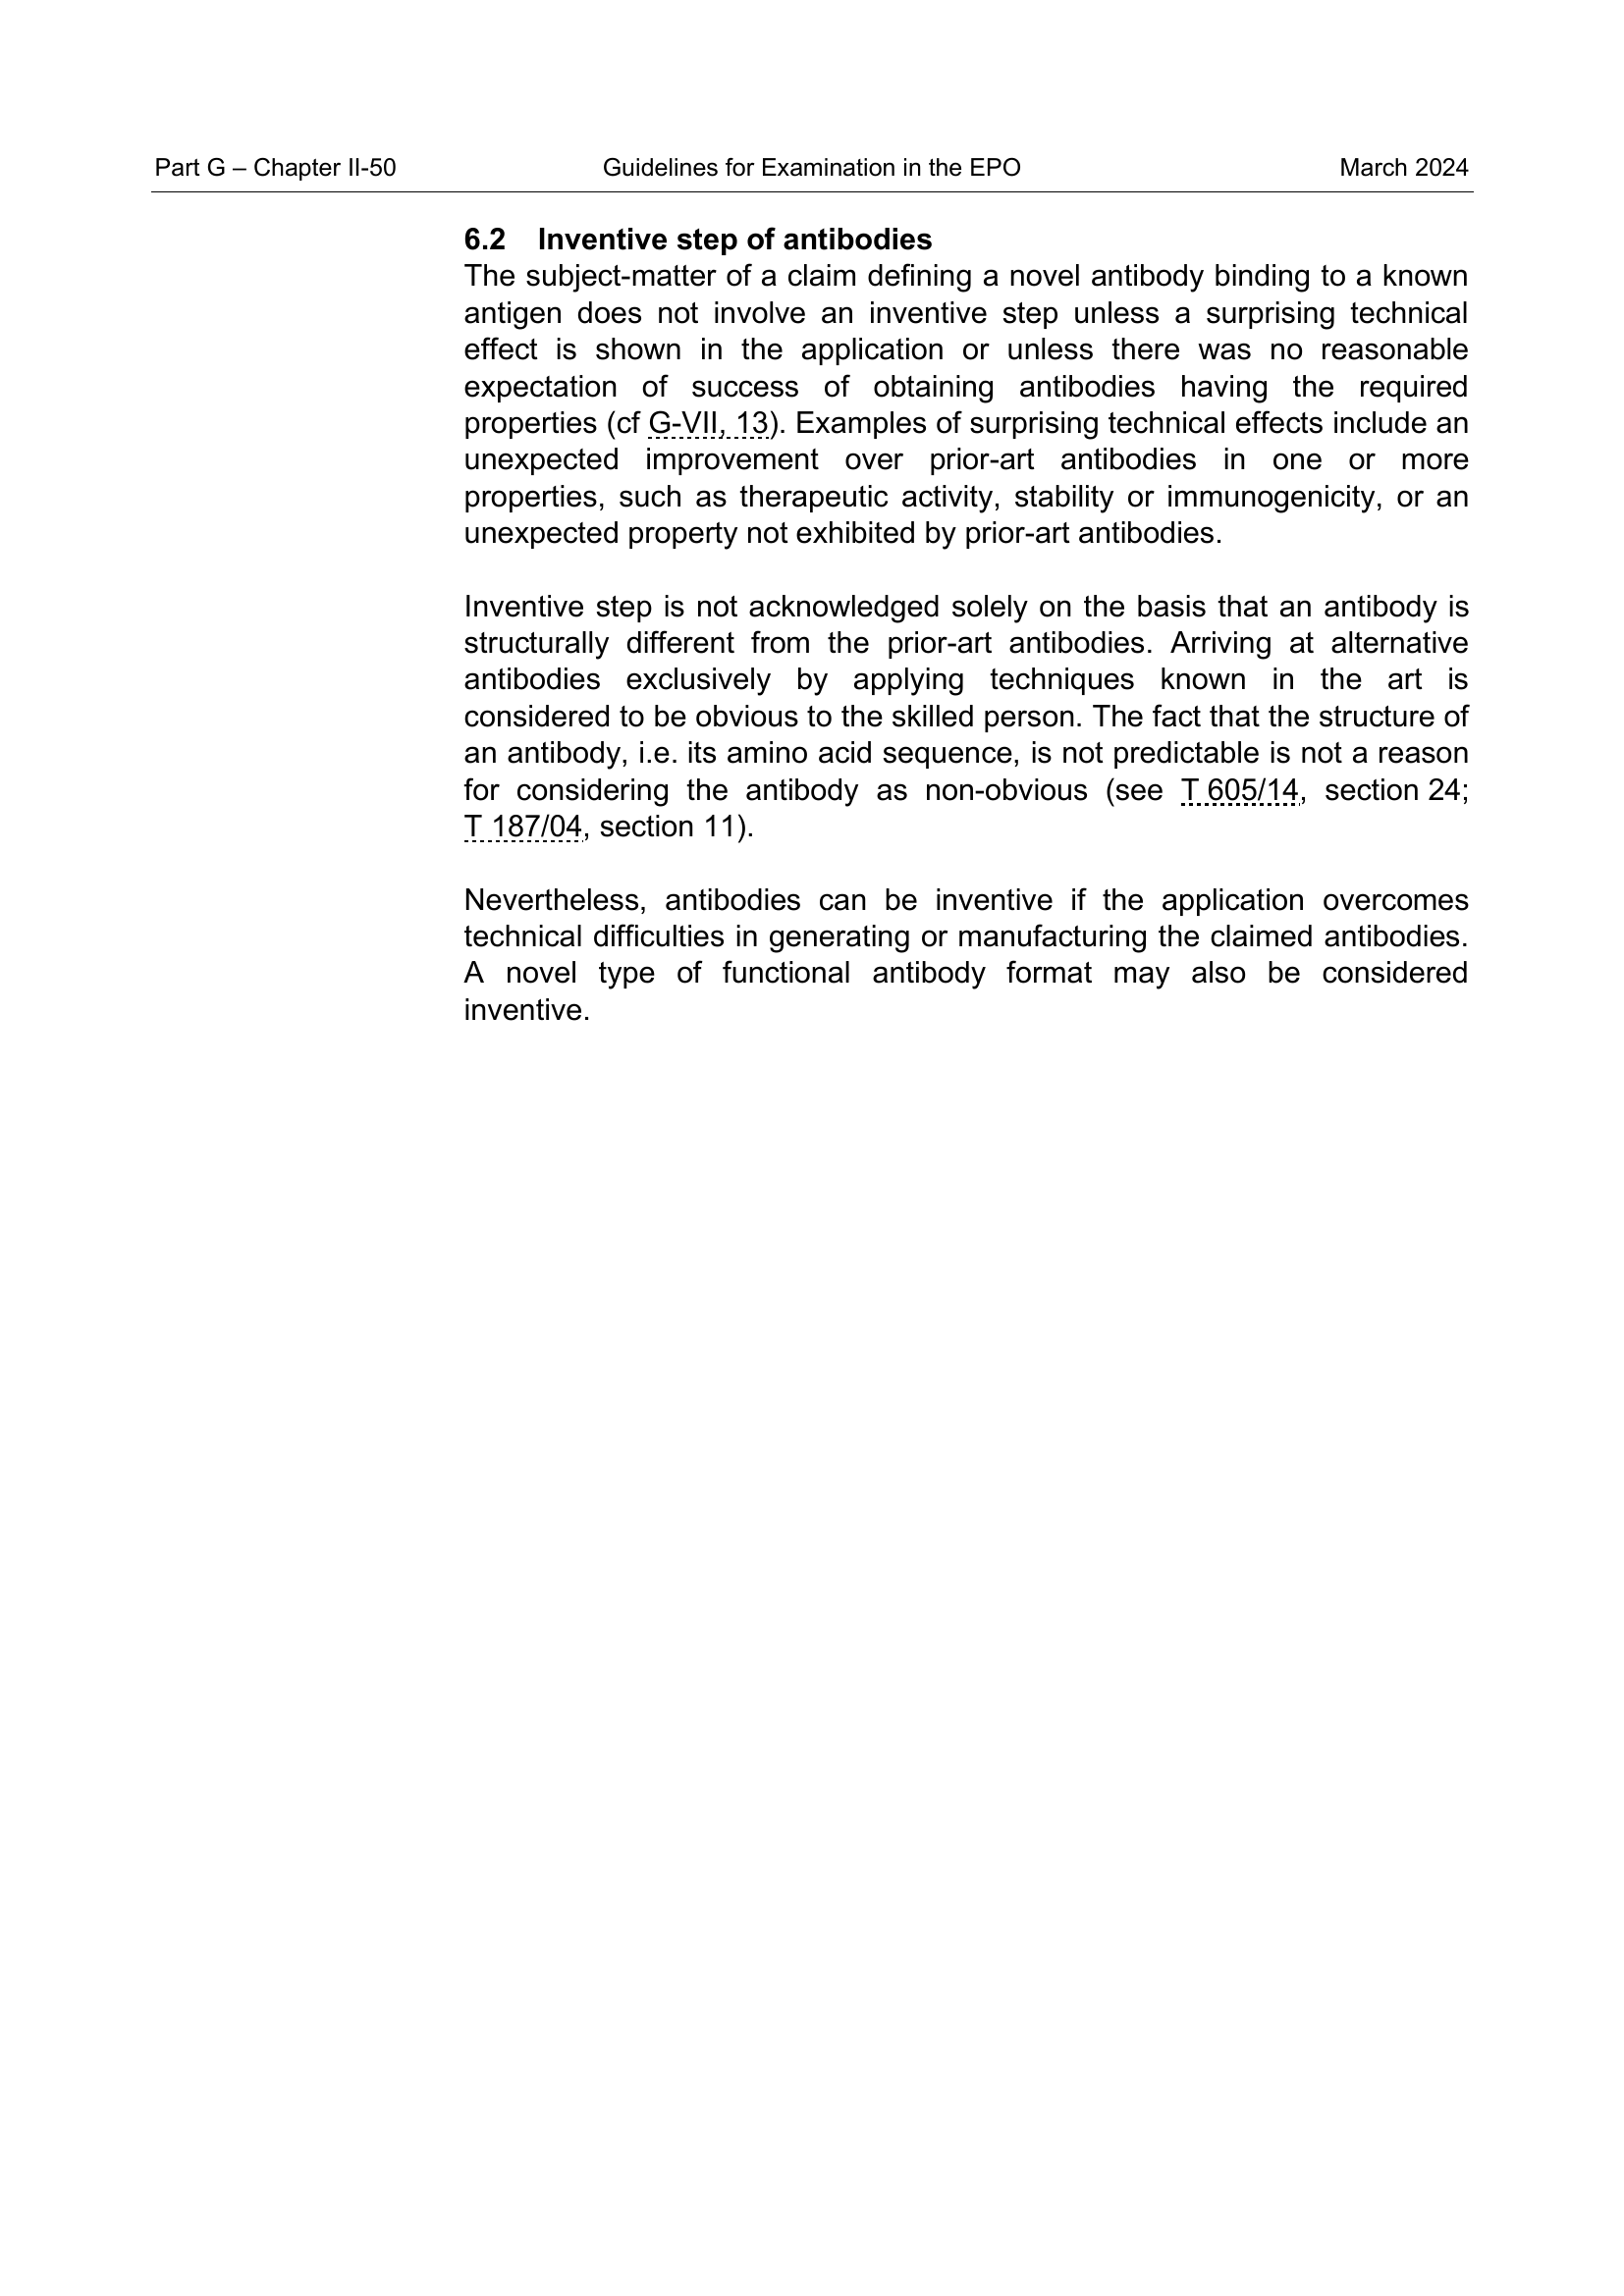 Part G – Chapter II-50 Guidelines for Examination in the EPO March 2024
6.2 Inventive step of antibodies
The subject-matter of a claim defining a novel antibody binding to a known
antigen does not involve an inventive step unless a surprising technical
effect is shown in the application or unless there was no reasonable
expectation of success of obtaining antibodies having the required
properties (cf G-VII, 13). Examples of surprising technical effects include an
unexpected improvement over prior-art antibodies in one or more
properties, such as therapeutic activity, stability or immunogenicity, or an
unexpected property not exhibited by prior-art antibodies.
Inventive step is not acknowledged solely on the basis that an antibody is
structurally different from the prior-art antibodies. Arriving at alternative
antibodies exclusively by applying techniques known in the art is
considered to be obvious to the skilled person. The fact that the structure of
an antibody, i.e. its amino acid sequence, is not predictable is not a reason
for considering the antibody as non-obvious (see T 605/14, section 24;
T 187/04, section 11).
Nevertheless, antibodies can be inventive if the application overcomes
technical difficulties in generating or manufacturing the claimed antibodies.
A novel type of functional antibody format may also be considered
inventive.